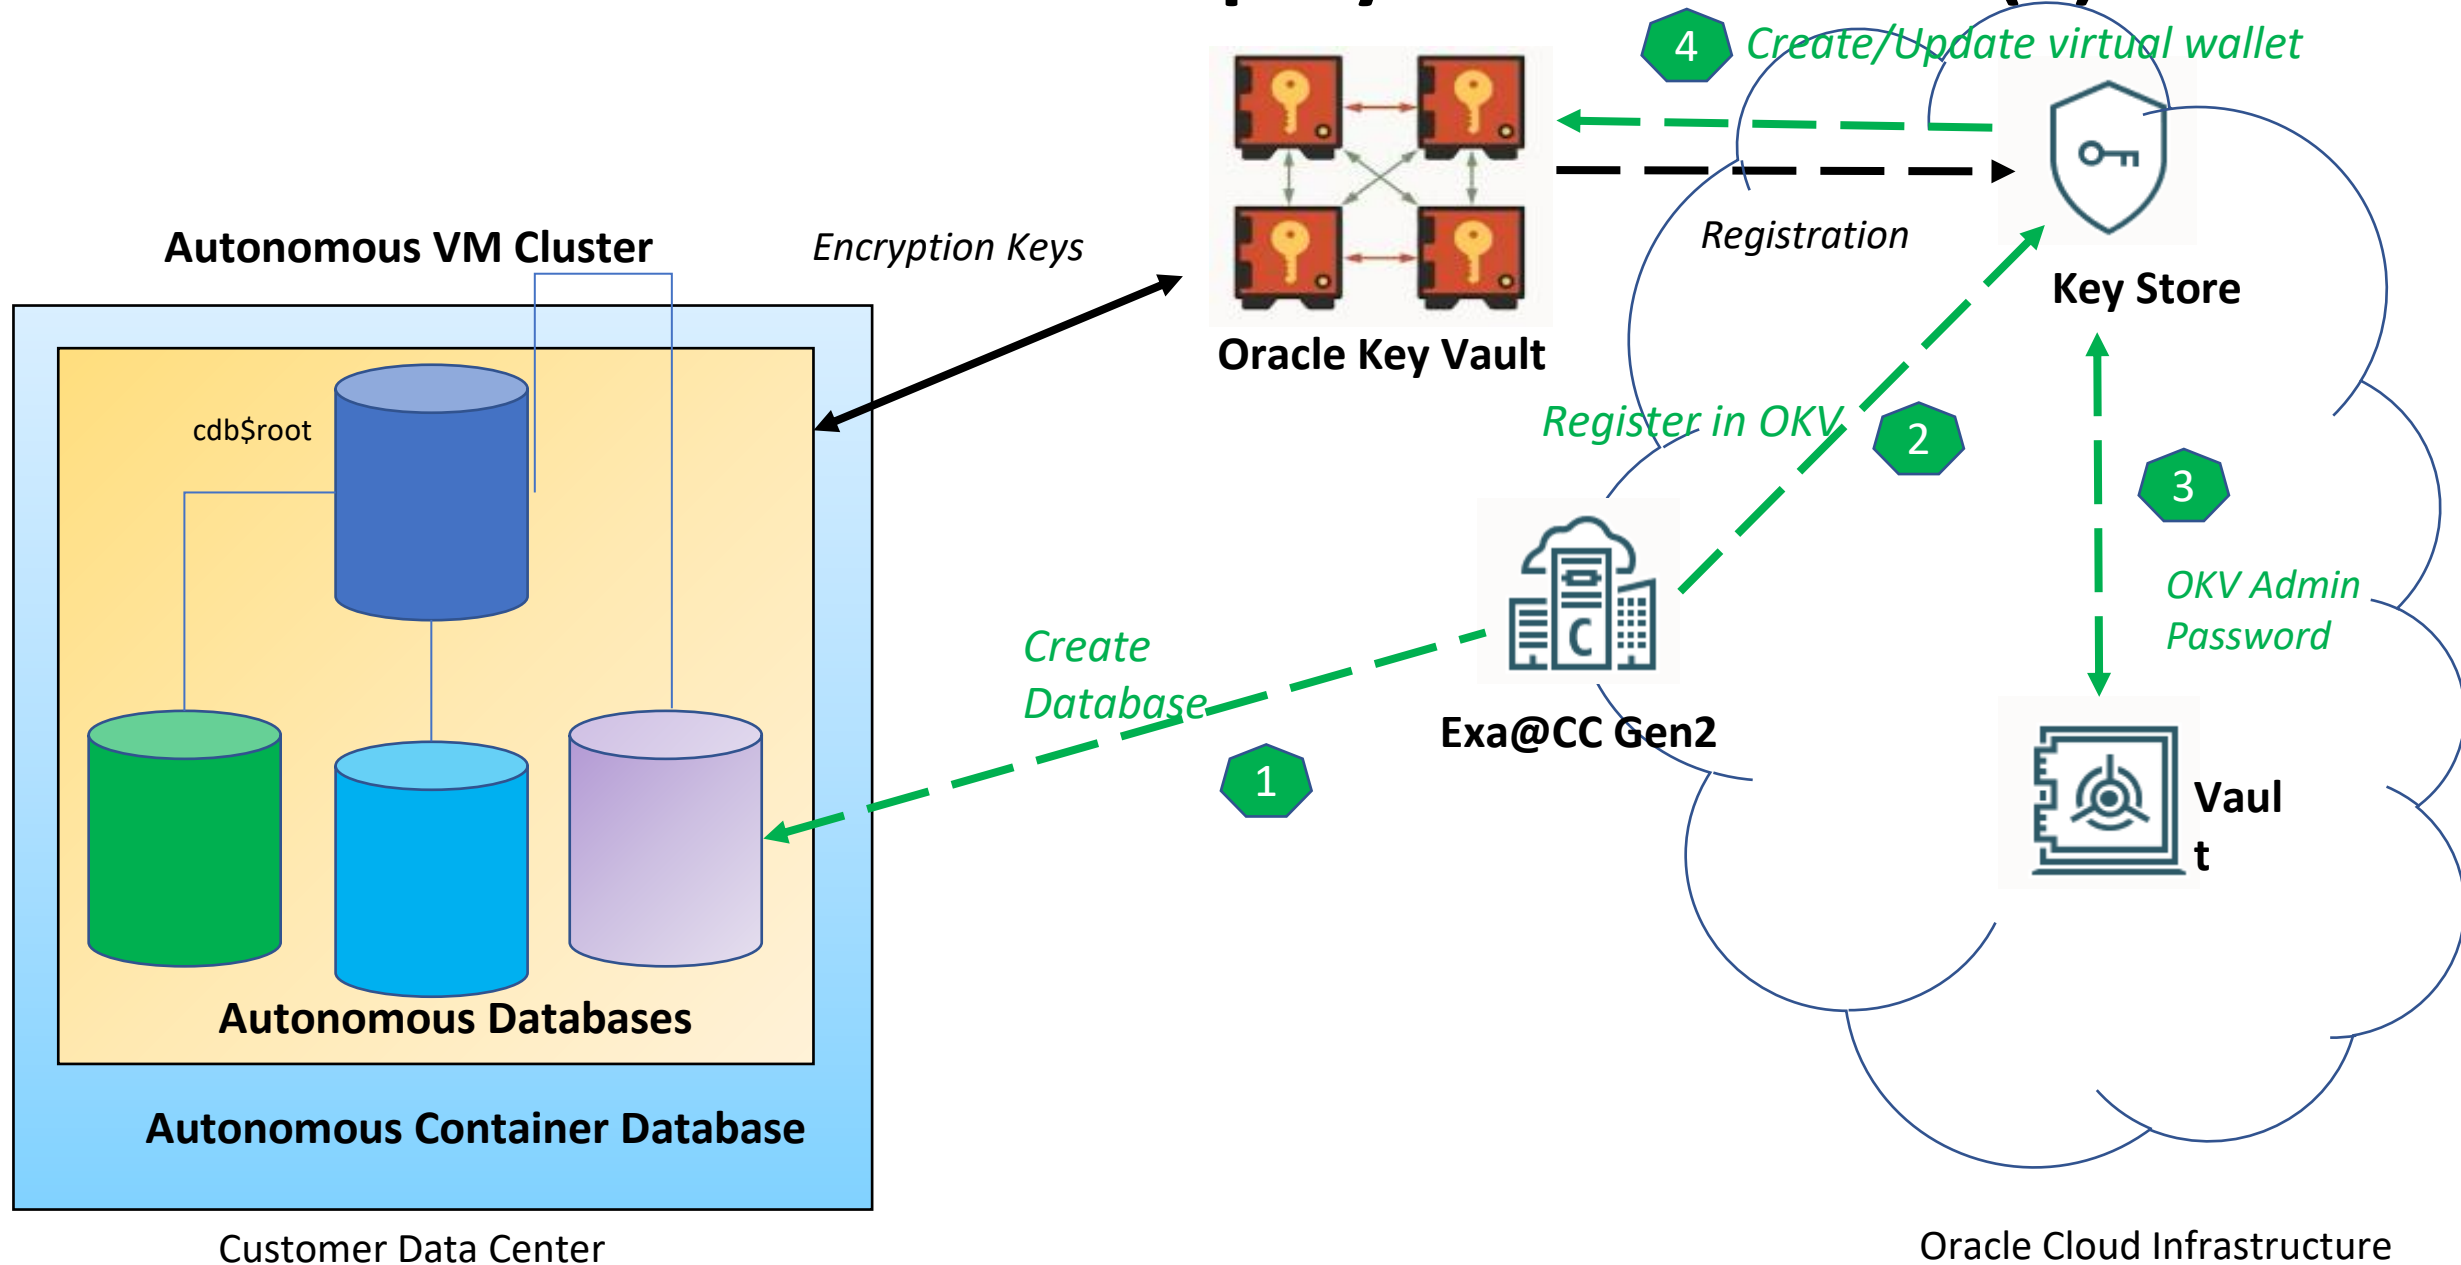 4
Create/Update virtual wallet
Registration
Key Store
Autonomous VM Cluster
Encryption Keys
Oracle Key Vault
cdb$root
Register in OKV
2
3
OKV Admin
Password
C
Create
Database
Exa@CC Gen2
1
Vaul
t
Autonomous Databases
Autonomous Container Database
Customer Data Center
Oracle Cloud Infrastructure